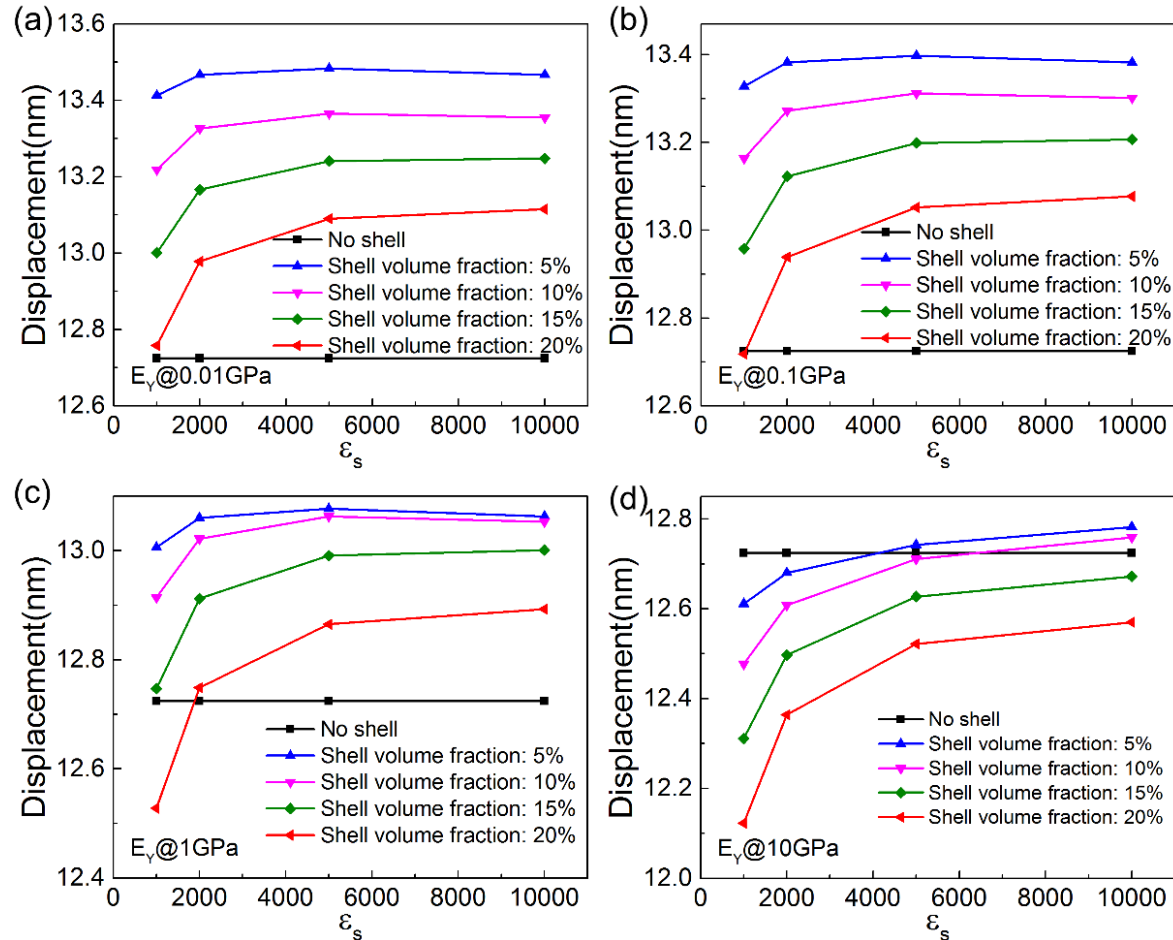 (a)
13.6
13.4
13.2
13.0
12.8
12.6
Displacement(nm)
No shell
Shell volume fraction: 5%
Shell volume fraction: 10%
Shell volume fraction: 15%
Shell volume fraction: 20%
E_Y@0.01GPa
0 2000 4000 6000 8000 10000
ε_s
(b)
13.4
13.2
13.0
12.8
12.6
Displacement(nm)
No shell
Shell volume fraction: 5%
Shell volume fraction: 10%
Shell volume fraction: 15%
Shell volume fraction: 20%
E_Y@0.1GPa
0 2000 4000 6000 8000 10000
ε_s
(c)
13.0
12.8
12.6
12.4
Displacement(nm)
No shell
Shell volume fraction: 5%
Shell volume fraction: 10%
Shell volume fraction: 15%
Shell volume fraction: 20%
E_Y@1GPa
0 2000 4000 6000 8000 10000
ε_s
(d)
12.8
12.6
12.4
12.2
12.0
Displacement(nm)
No shell
Shell volume fraction: 5%
Shell volume fraction: 10%
Shell volume fraction: 15%
Shell volume fraction: 20%
E_Y@10GPa
0 2000 4000 6000 8000 10000
ε_s